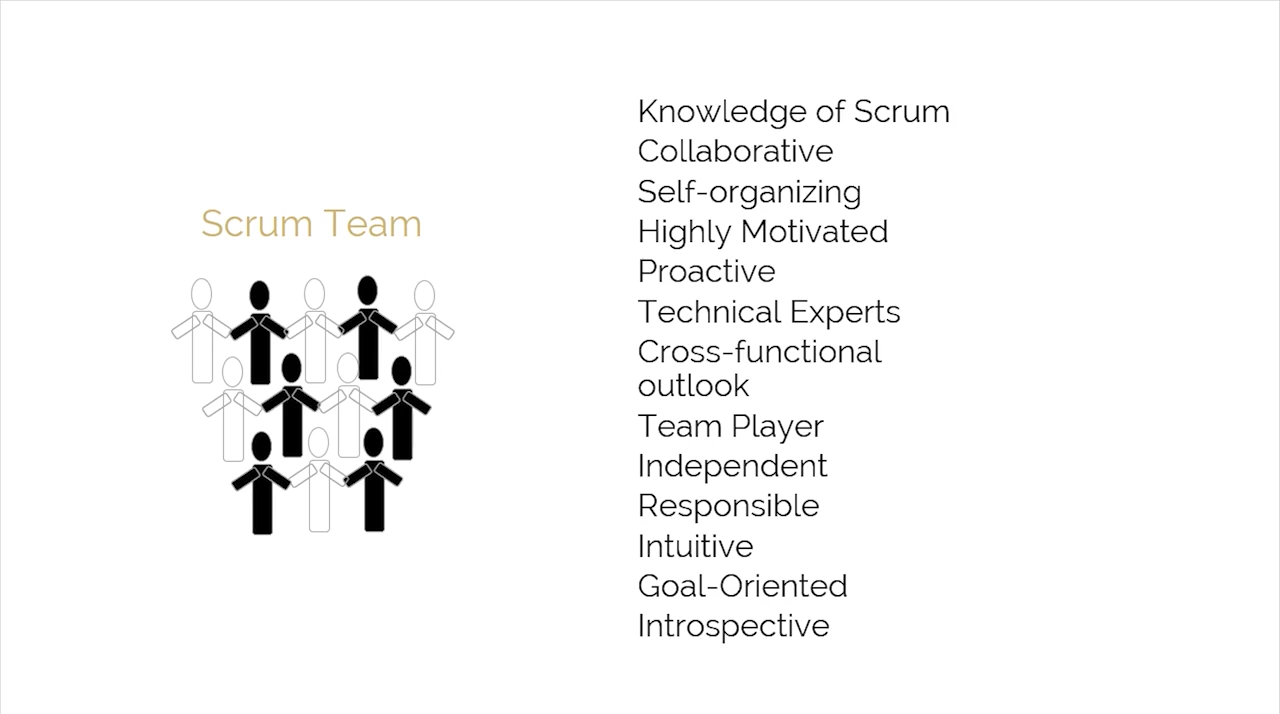 Scrum Team
Knowledge of Scrum
Collaborative
Self-organizing
Highly Motivated
Proactive
Technical Experts
Cross-functional
outlook
Team Player
Independent
Responsible
Intuitive
Goal-Oriented
Introspective